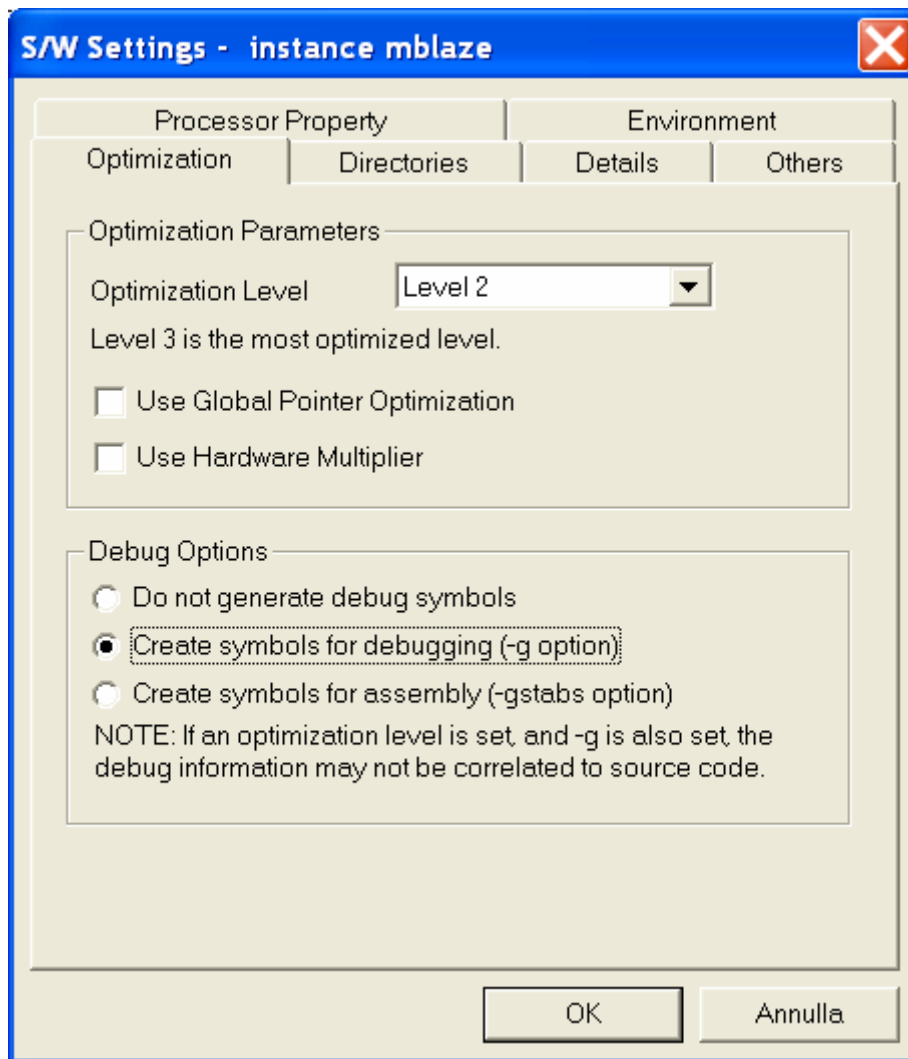 S/W Settings - instance mblaze
Processor Property
Environment
Optimization
Directories
Details
Others
Optimization Parameters
Optimization Level
Level 2
Level 3 is the most optimized level.
Use Global Pointer Optimization
Use Hardware Multiplier
Debug Options
Do not generate debug symbols
Create symbols for debugging (-g option)
Create symbols for assembly (-gstabs option)
NOTE: If an optimization level is set, and -g is also set, the
debug information may not be correlated to source code.
OK
Annulla